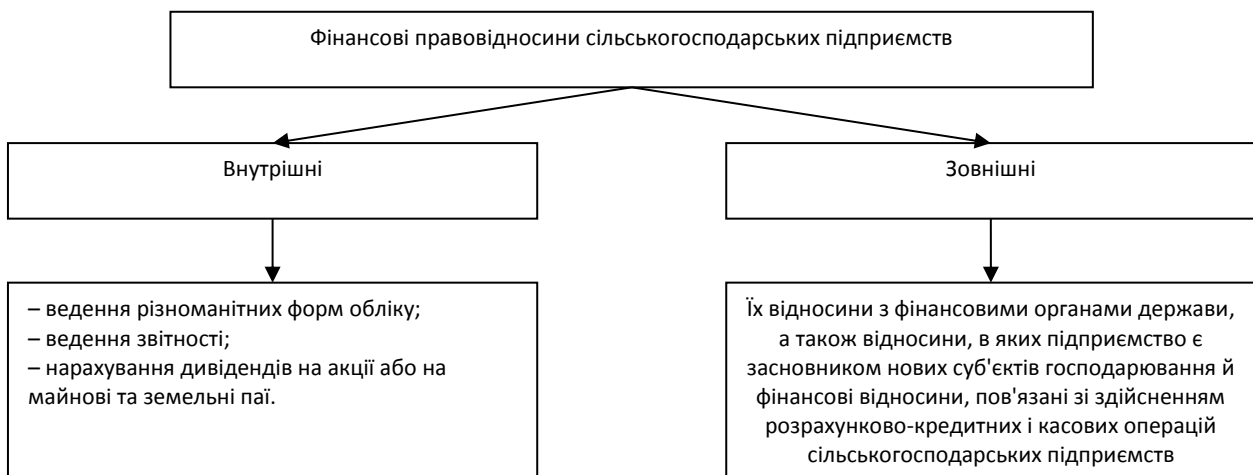 Фінансові правовідносини сільськогосподарських підприємств
Внутрішні
Зовнішні
– ведення різноманітних форм обліку;
– ведення звітності;
– нарахування дивідендів на акції або на
майнові та земельні паї.
Їх відносини з фінансовими органами держави,
а також відносини, в яких підприємство є
засновником нових суб'єктів господарювання й
фінансові відносини, пов'язані зі здійсненням
розрахунково-кредитних і касових операцій
сільськогосподарських підприємств